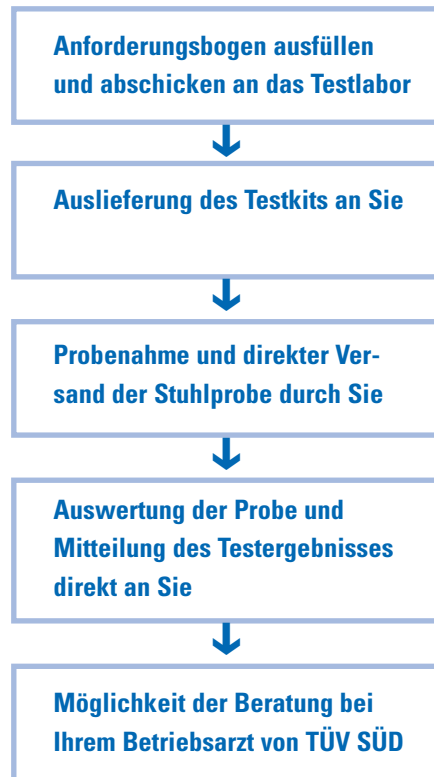 Anforderungsbogen ausfüllen
und abschicken an das Testlabor
Auslieferung des Testkits an Sie
Probenahme und direkter Ver-
sand der Stuhlprobe durch Sie
Auswertung der Probe und
Mitteilung des Testergebnisses
direkt an Sie
Möglichkeit der Beratung bei
Ihrem Betriebsarzt von TÜV SÜD